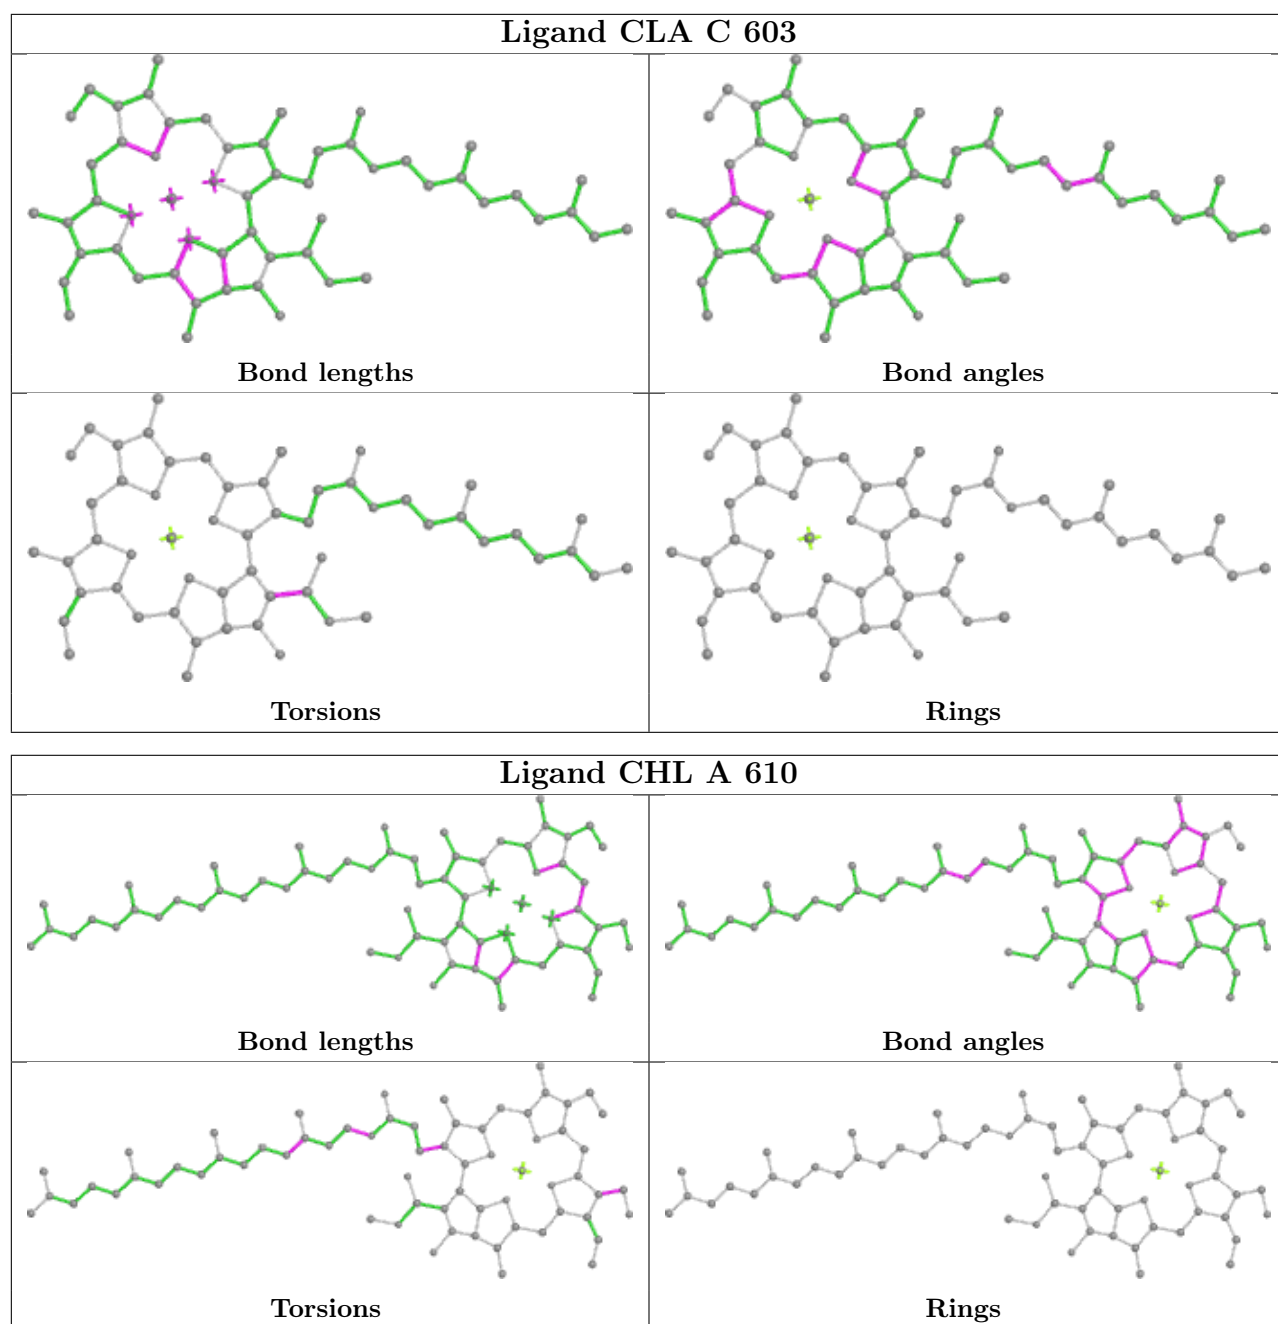 Ligand CLA C 603
Bond lengths
Bond angles
Torsions
Rings
Ligand CHL A 610
Bond lengths
Bond angles
Torsions
Rings